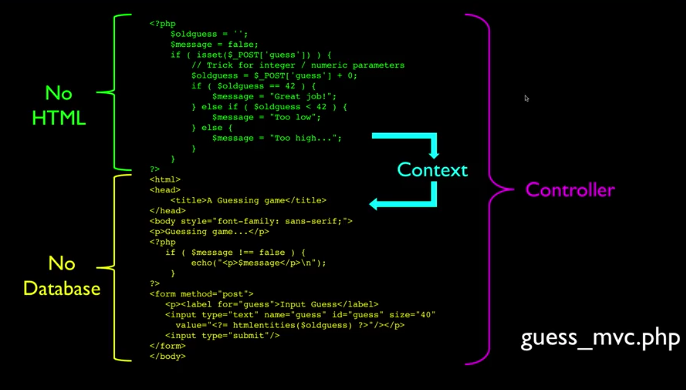 <?php
    $oldguess = '';
    $message = false;
    if ( isset($_POST['guess']) ) {
        // Trick for integer / numeric parameters
        $oldguess = $_POST['guess'] + 0;
        if ( $oldguess == 42 ) {
            $message = "Great job!";
        } else if ( $oldguess < 42 ) {
            $message = "Too low";
        } else {
            $message = "Too high...";
        }
    }
?>
<html>
<head>
    <title>A Guessing game</title>
</head>
<body style="font-family: sans-serif;">
<p>Guessing game...</p>
<?php
    if ( $message !== false ) {
        echo("<p>$message</p>\n");
    }
?>
<form method="post">
    <p><label for="guess">Input Guess</label>
    <input type="text" name="guess" id="guess" size="40"
      value="<?= htmlentities($oldguess) ?>"/></p>
    <input type="submit"/>
</form>
</body>
No
HTML
No
Database
Context
Controller
guess_mvc.php